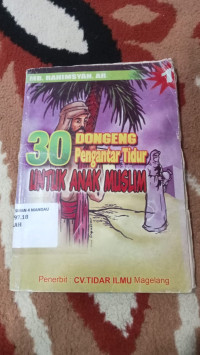 MB. RAHIMSYAH. AR
1
30 DONGENG
Pengantar Tidur
UNTUK ANAK MUSLIM
Penerbit CV.TIDAR ILMU Magelang